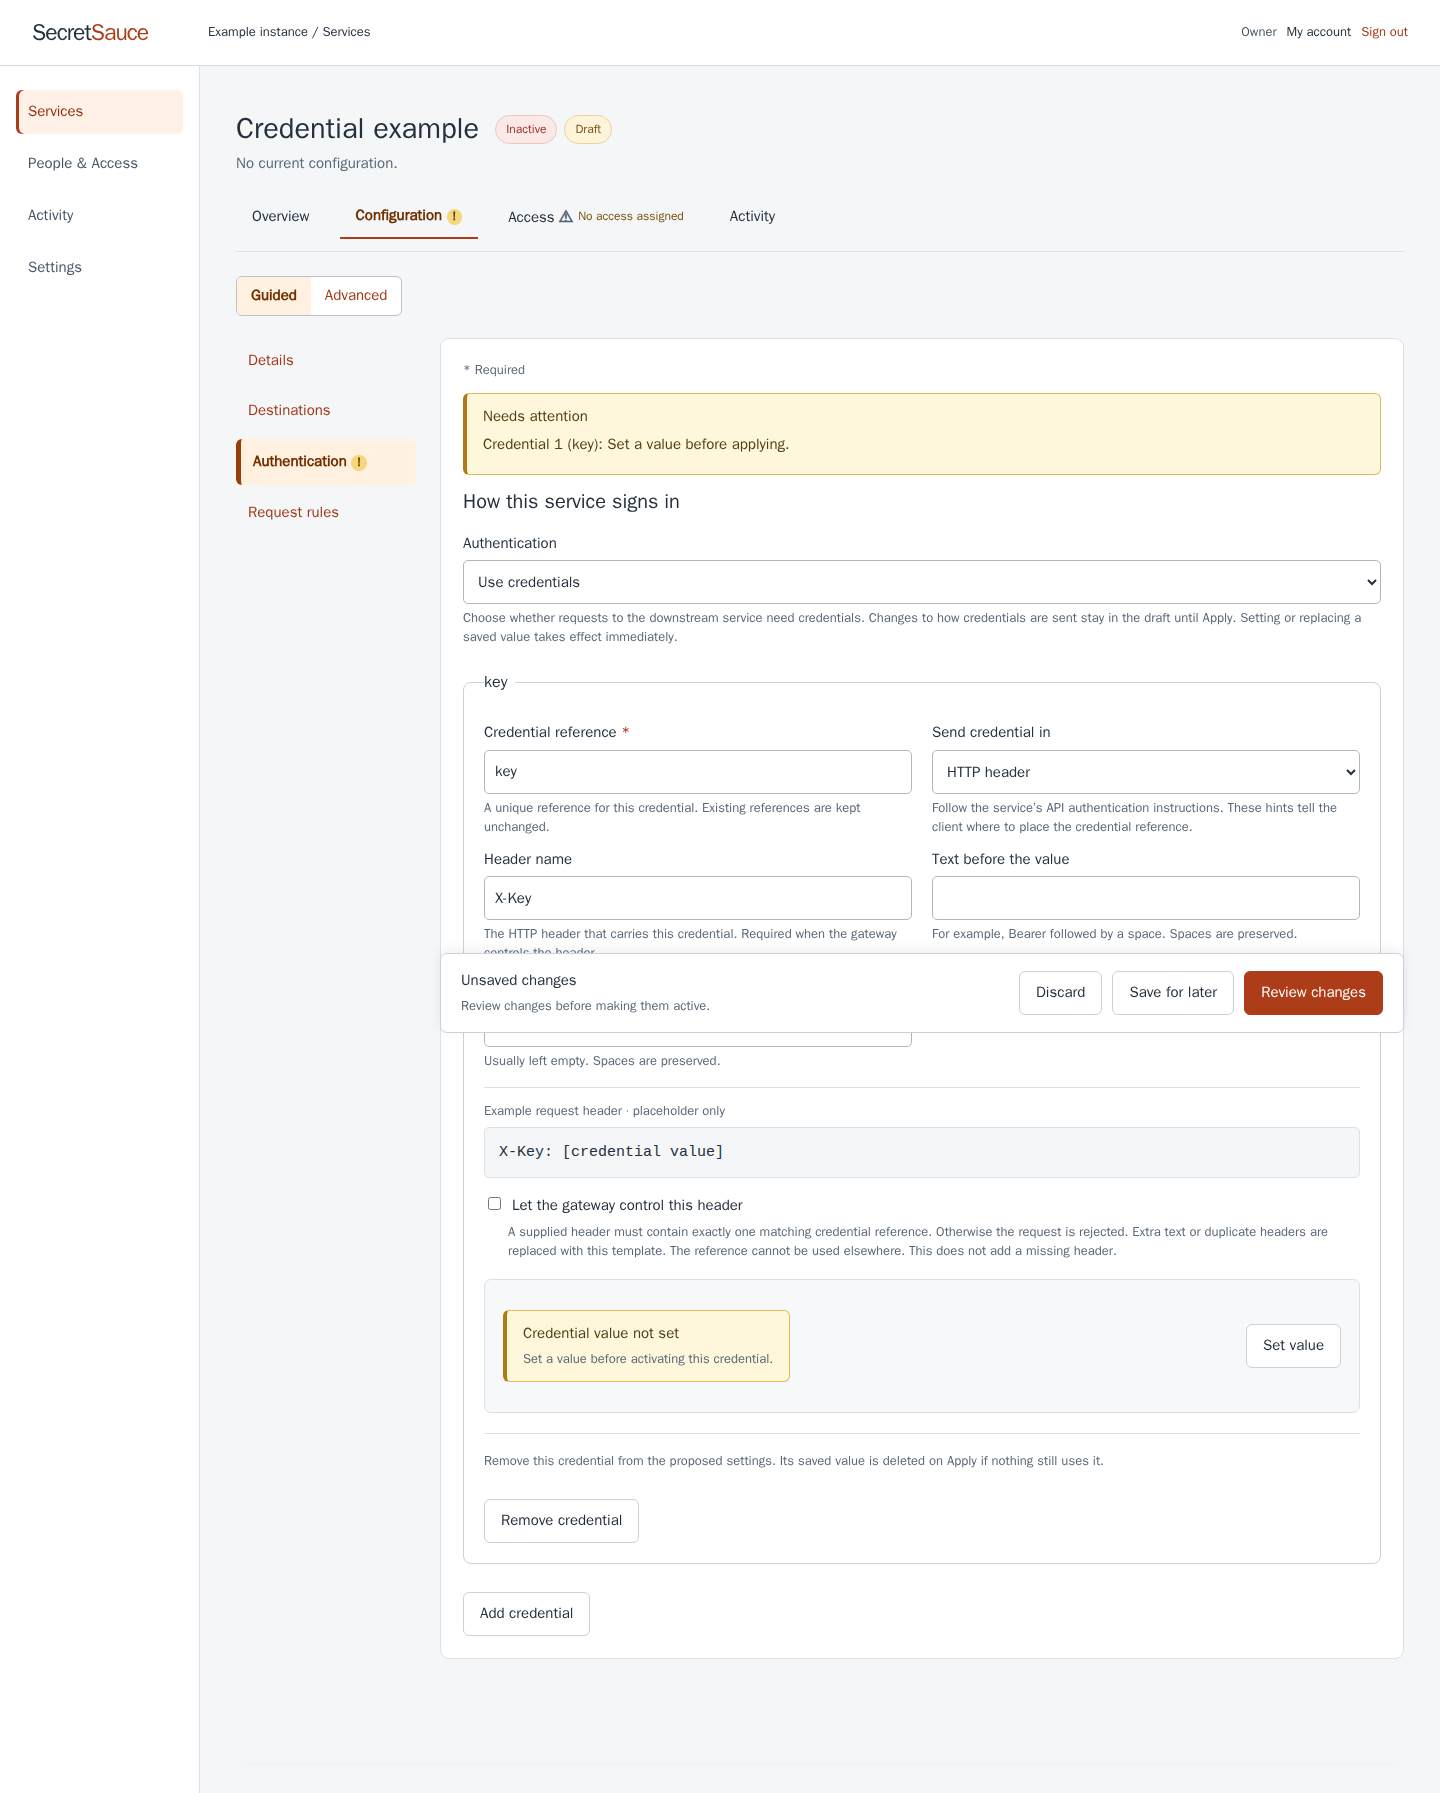 SecretSauce
Example instance / Services
Owner My account Sign out
Services
People & Access
Activity
Settings
Credential example Inactive Draft
No current configuration.
Overview Configuration ! Access ⚠ No access assigned Activity
Guided Advanced
Details
Destinations
Authentication !
Request rules
* Required
Needs attention
Credential 1 (key): Set a value before applying.
How this service signs in
Authentication
Use credentials
Choose whether requests to the downstream service need credentials. Changes to how credentials are sent stay in the draft until Apply. Setting or replacing a
saved value takes effect immediately.
key
Credential reference *
key
A unique reference for this credential. Existing references are kept
unchanged.
Send credential in
HTTP header
Follow the service's API authentication instructions. These hints tell the
client where to place the credential reference.
Header name
X-Key
The HTTP header that carries this credential. Required when the gateway
controls the header.
Text before the value
For example, Bearer followed by a space. Spaces are preserved.
Unsaved changes
Review changes before making them active.
Discard
Save for later
Review changes
Usually left empty. Spaces are preserved.
Example request header · placeholder only
X-Key: [credential value]
Let the gateway control this header
A supplied header must contain exactly one matching credential reference. Otherwise the request is rejected. Extra text or duplicate headers are
replaced with this template. The reference cannot be used elsewhere. This does not add a missing header.
Credential value not set
Set a value before activating this credential.
Set value
Remove this credential from the proposed settings. Its saved value is deleted on Apply if nothing still uses it.
Remove credential
Add credential